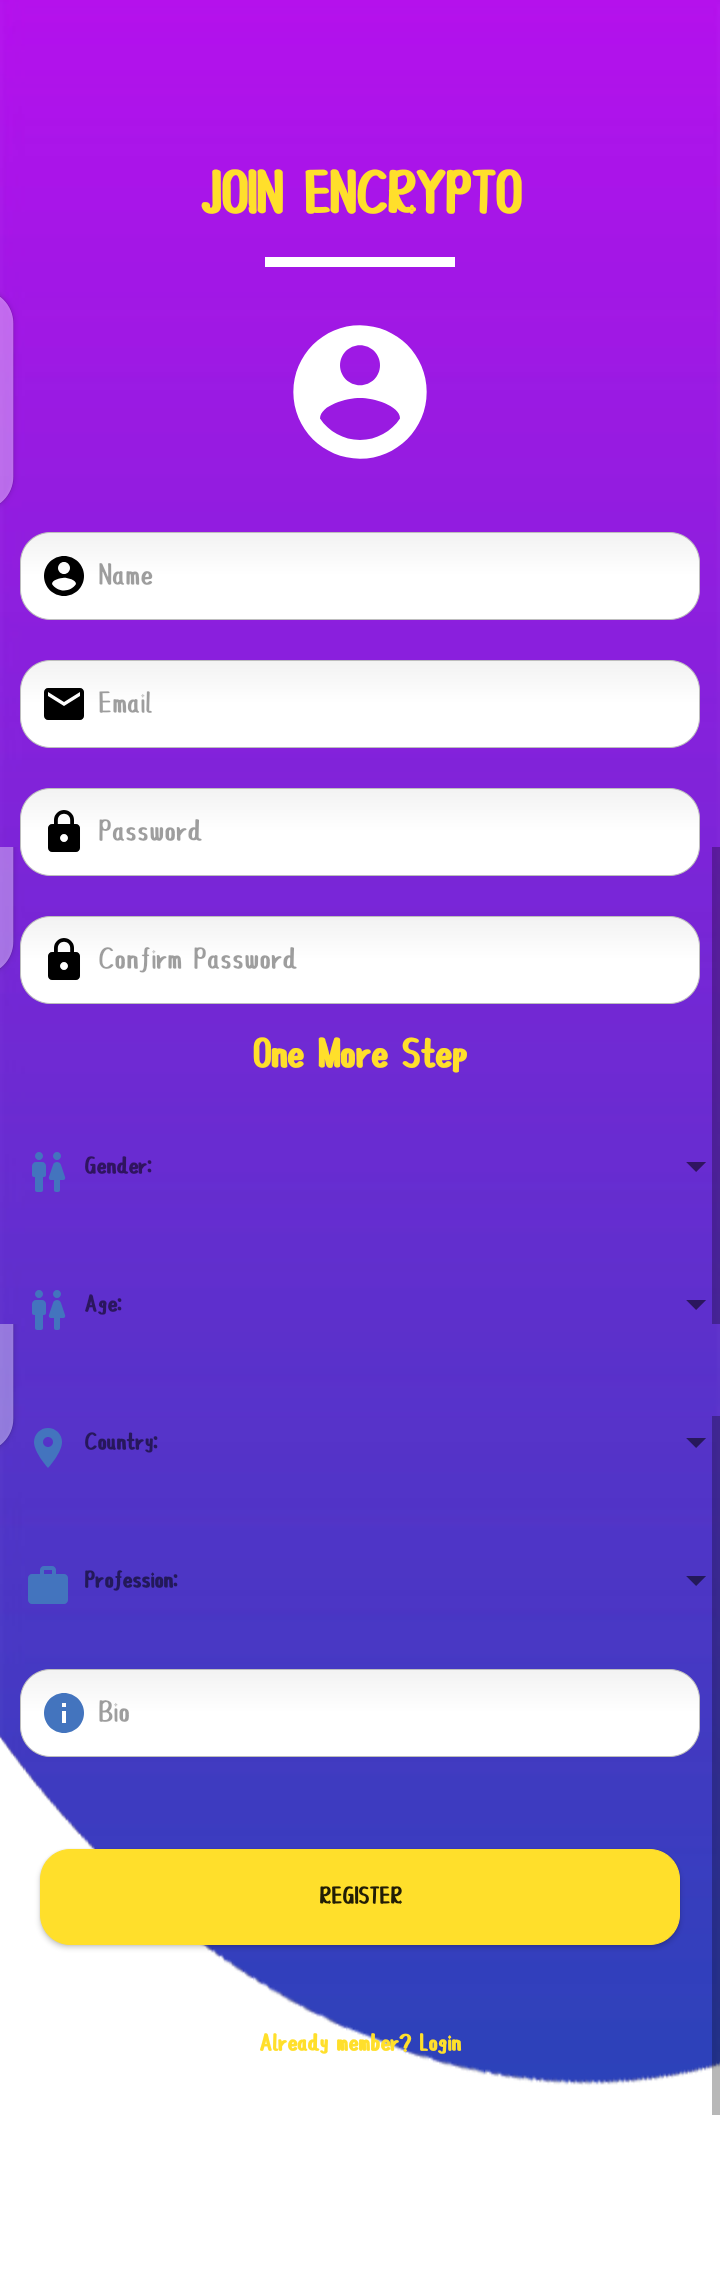 JOIN ENCRYPTO
Name
Email
Password
Confirm Password
One More Step
Gender:
Age:
Country:
Profession:
Bio
REGISTER
Already member? Login